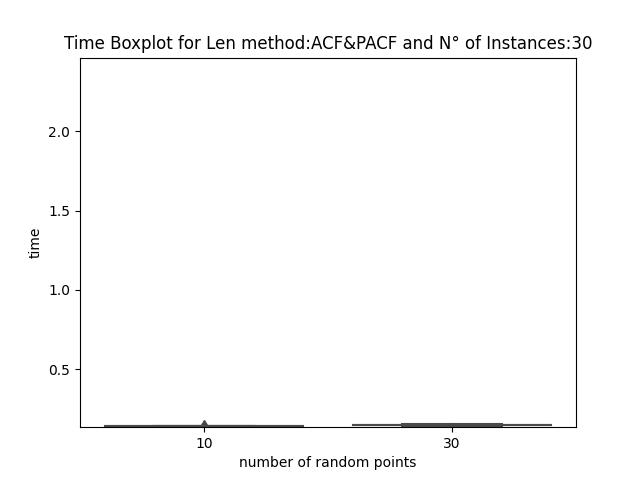 Time Boxplot for Len method:ACF&PACF and N° of Instances:30
2.0
1.5
time
1.0
0.5
10
30
number of random points